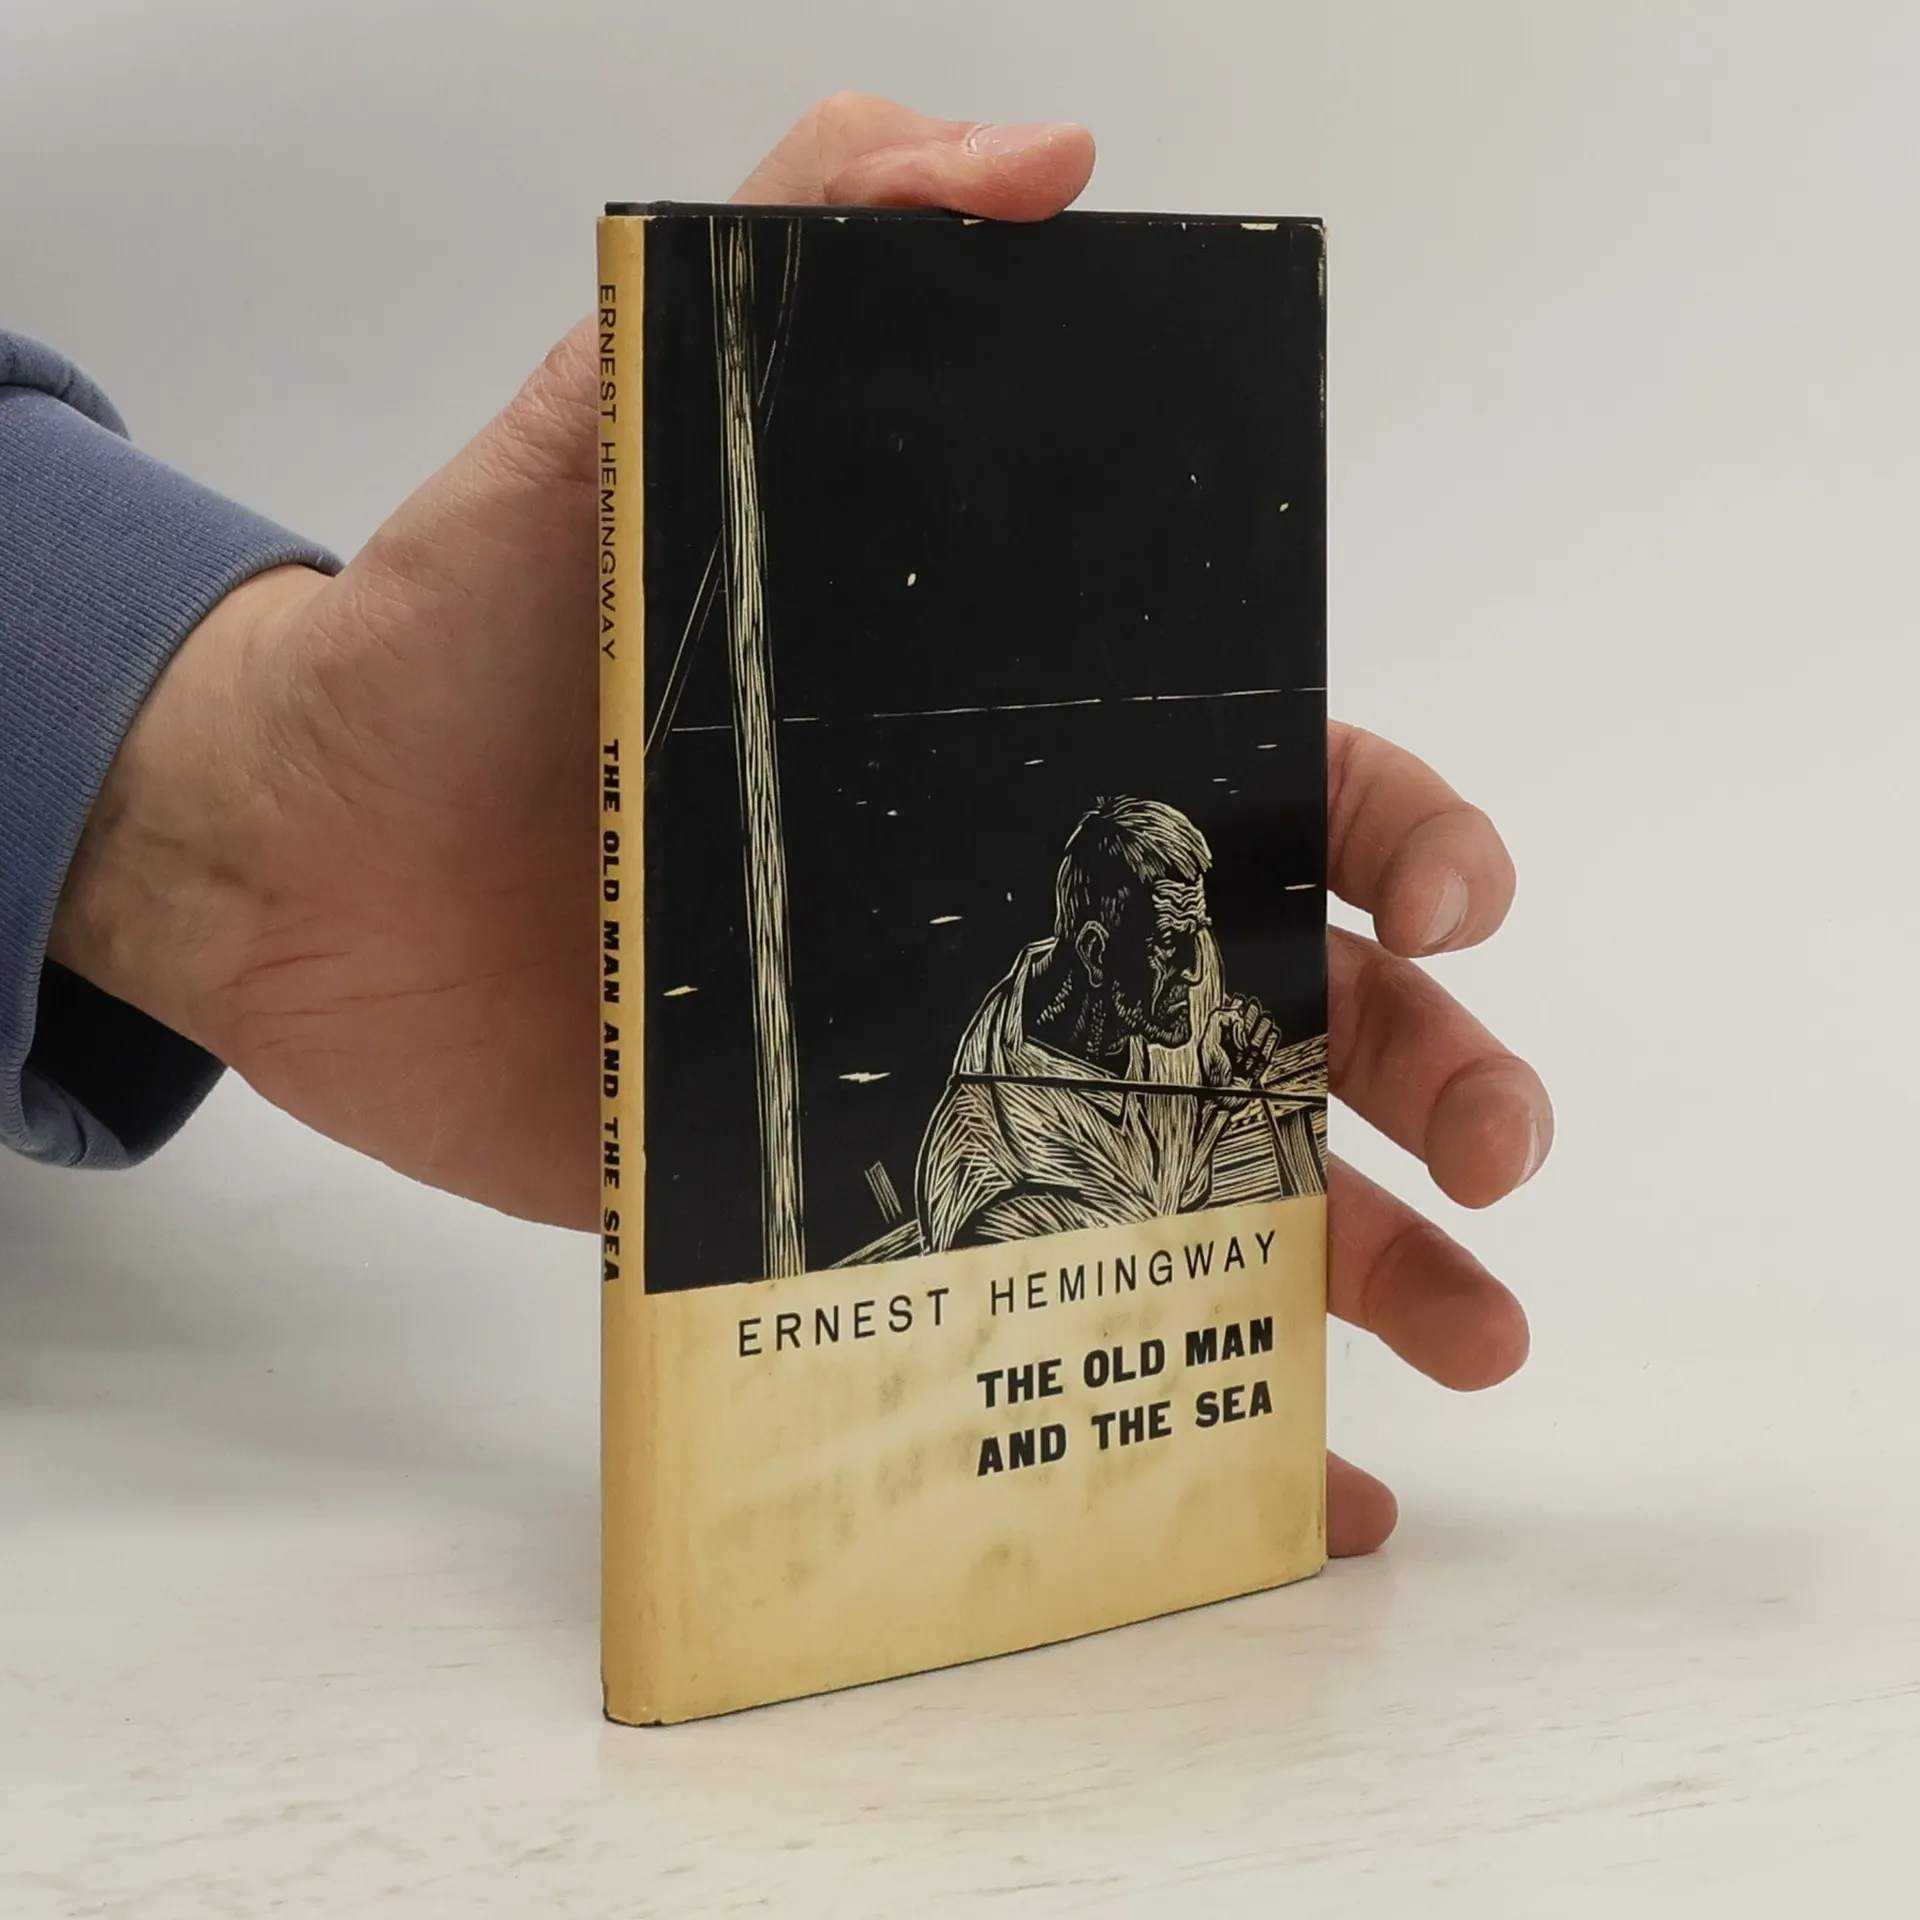 ERNEST HEMINGWAY THE OLD MAN AND THE SEA
ERNEST HEMINGWAY
THE OLD MAN
AND THE SEA